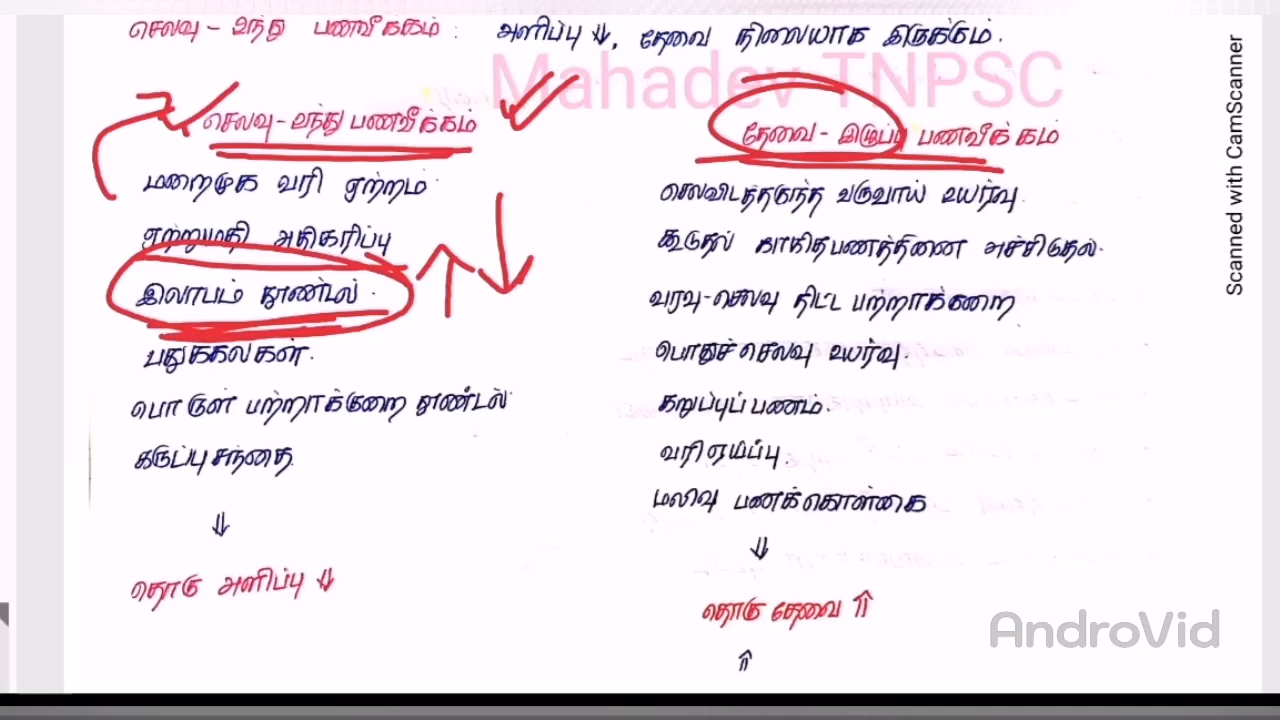 செலவு - உந்து பணவீக்கம் : அளிப்பு ⇓, தேவை நிலையாக இருக்கும்.
Mahadev TNPSC
செலவு - உந்து பணவீக்கம்
மறைமுக வரி ஏற்றம்
ஏற்றுமதி அதிகரிப்பு
இலாபம் தூண்டல்
பதுக்கல்கள்.
பொருள் பற்றாக்குறை தூண்டல்
கருப்பு சந்தை
⇓
தொகு அளிப்பு ⇓
தேவை - இழுப்பு பணவீக்கம்
செலவிடத்தகுந்த வருவாய் உயர்வு.
கூடுதல் காகிதபணத்தினை அச்சிடுதல்.
வரவு - செலவு திட்ட பற்றாக்குறை
பொதுச் செலவு உயர்வு.
கறுப்புப் பணம்.
வரி ஏய்ப்பு.
மலிவு பணக்கொள்கை
⇓
தொகு தேவை ⇑
⇑
Scanned with CamScanner
AndroVid